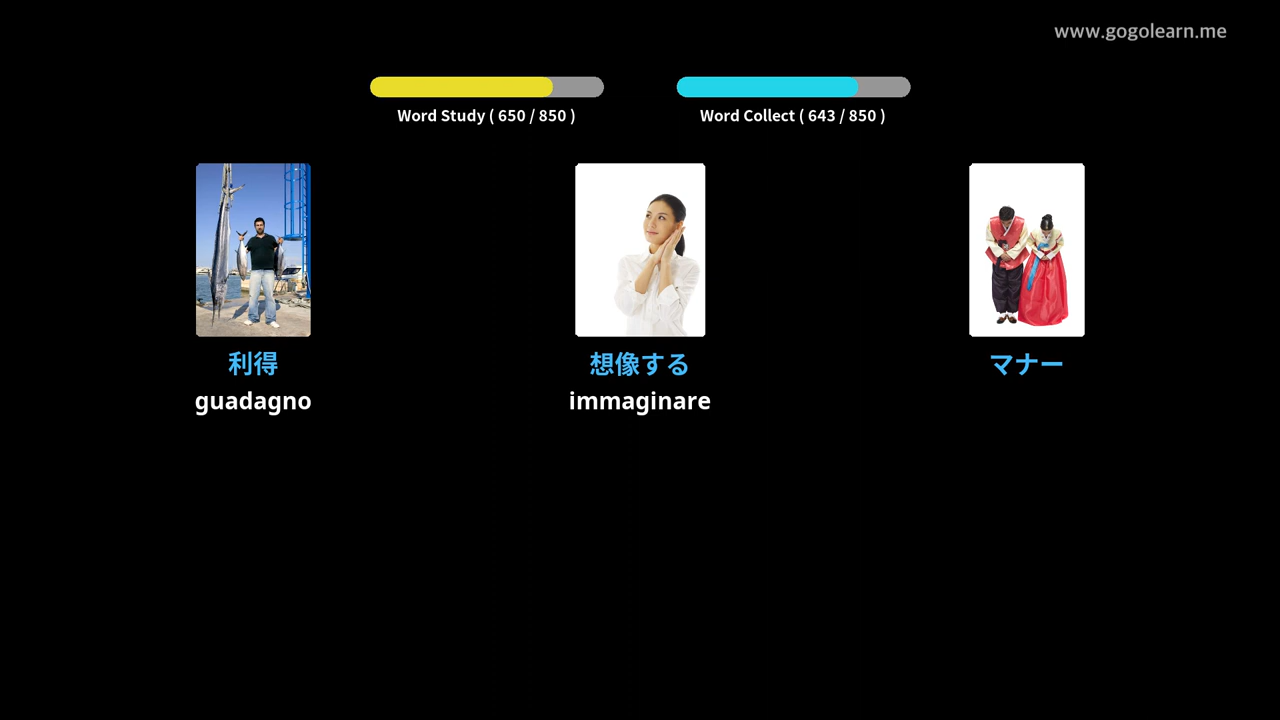 www.gogolearn.me
Word Study ( 650 / 850 )
Word Collect ( 643 / 850 )
利得
想像する
マナー
guadagno
immaginare